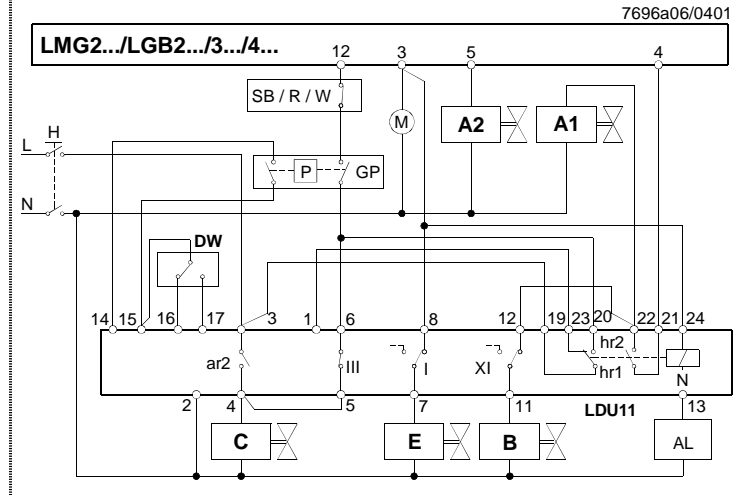 7696a06/0401
LMG2.../LGB2.../3.../4...
12 3 5 4
SB / R / W
M
A2 A1
H
L
P GP
N
DW
14 15 16 17 3 1 6 8 12 19 23 20 22 21 24
hr2
ar2 III I XI hr1
N
2 4 5 7 11 LDU11 13
C E B AL